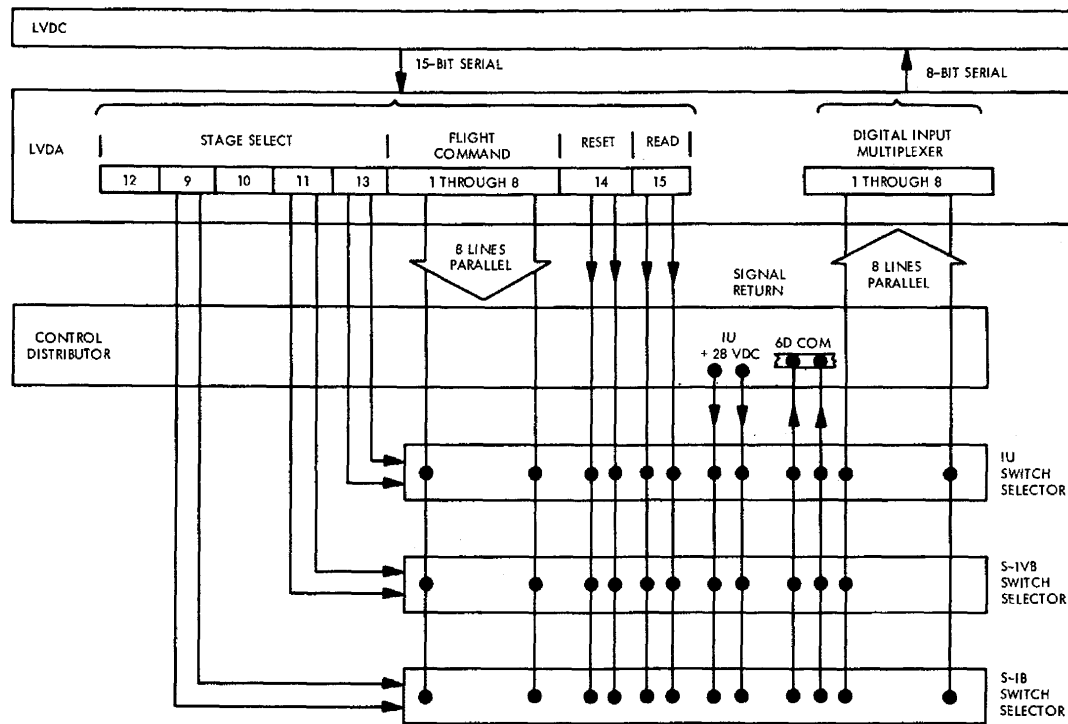 LVDC
15-BIT SERIAL
8-BIT SERIAL
LVDA
STAGE SELECT
FLIGHT
COMMAND
RESET
READ
DIGITAL INPUT
MULTIPLEXER
12
9
10
11
13
1 THROUGH 8
14
15
1 THROUGH 8
8 LINES
PARALLEL
8 LINES
PARALLEL
SIGNAL
RETURN
CONTROL
DISTRIBUTOR
IU
+ 28 VDC
6D COM
IU
SWITCH
SELECTOR
S-IVB
SWITCH
SELECTOR
S-IB
SWITCH
SELECTOR